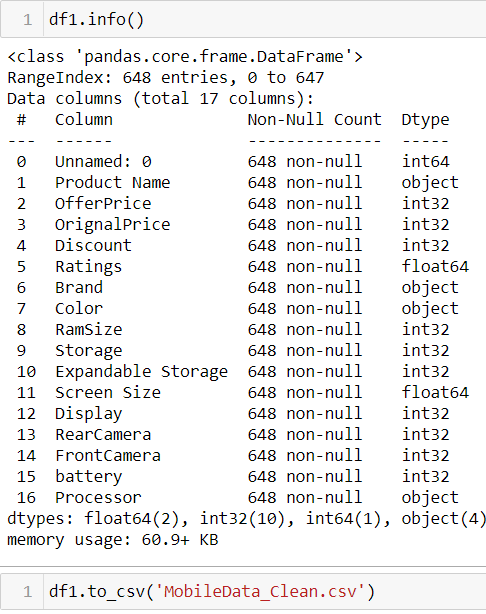 1 df1.info()
<class 'pandas.core.frame.DataFrame'>
RangeIndex: 648 entries, 0 to 647
Data columns (total 17 columns):
 #   Column              Non-Null Count  Dtype
---  ------              --------------  -----
 0   Unnamed: 0          648 non-null    int64
 1   Product Name        648 non-null    object
 2   OfferPrice          648 non-null    int32
 3   OrignalPrice        648 non-null    int32
 4   Discount            648 non-null    int32
 5   Ratings             648 non-null    float64
 6   Brand               648 non-null    object
 7   Color               648 non-null    object
 8   RamSize             648 non-null    int32
 9   Storage             648 non-null    int32
 10  Expandable Storage  648 non-null    int32
 11  Screen Size         648 non-null    float64
 12  Display             648 non-null    int32
 13  RearCamera          648 non-null    int32
 14  FrontCamera         648 non-null    int32
 15  battery             648 non-null    int32
 16  Processor           648 non-null    object
dtypes: float64(2), int32(10), int64(1), object(4)
memory usage: 60.9+ KB
1 df1.to_csv('MobileData_Clean.csv')